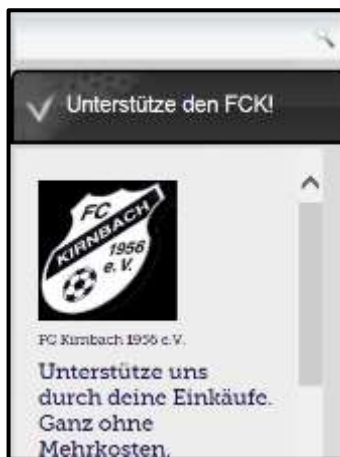 Unterstütze den FCK!
FC
KIRNBACH
1956
e. V.
FC Kirnbach 1956 e.V.
Unterstütze uns
durch deine Einkäufe.
Ganz ohne
Mehrkosten.